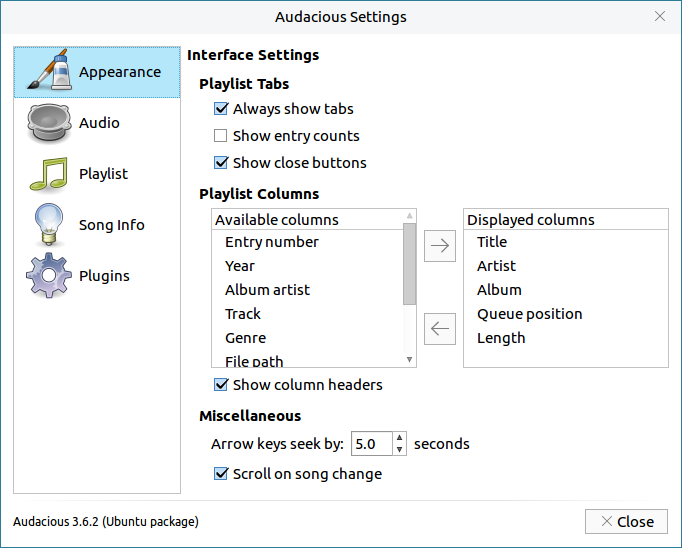 Audacious Settings
Appearance
Audio
Playlist
Song Info
Plugins
Interface Settings
Playlist Tabs
Always show tabs
Show entry counts
Show close buttons
Playlist Columns
Available columns
Entry number
Year
Album artist
Track
Genre
File path
Displayed columns
Title
Artist
Album
Queue position
Length
Show column headers
Miscellaneous
Arrow keys seek by: 5.0 seconds
Scroll on song change
Audacious 3.6.2 (Ubuntu package)
Close